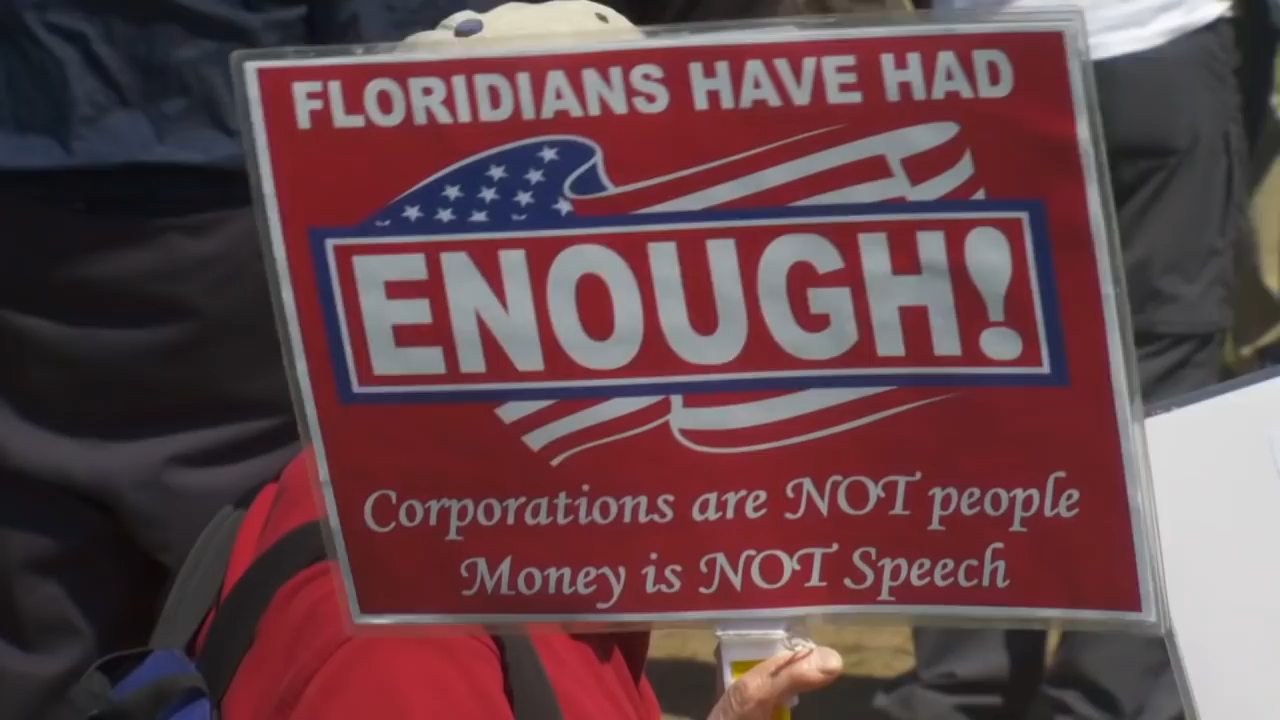 FLORIDIANS HAVE HAD
ENOUGH!
Corporations are NOT people
Money is NOT Speech